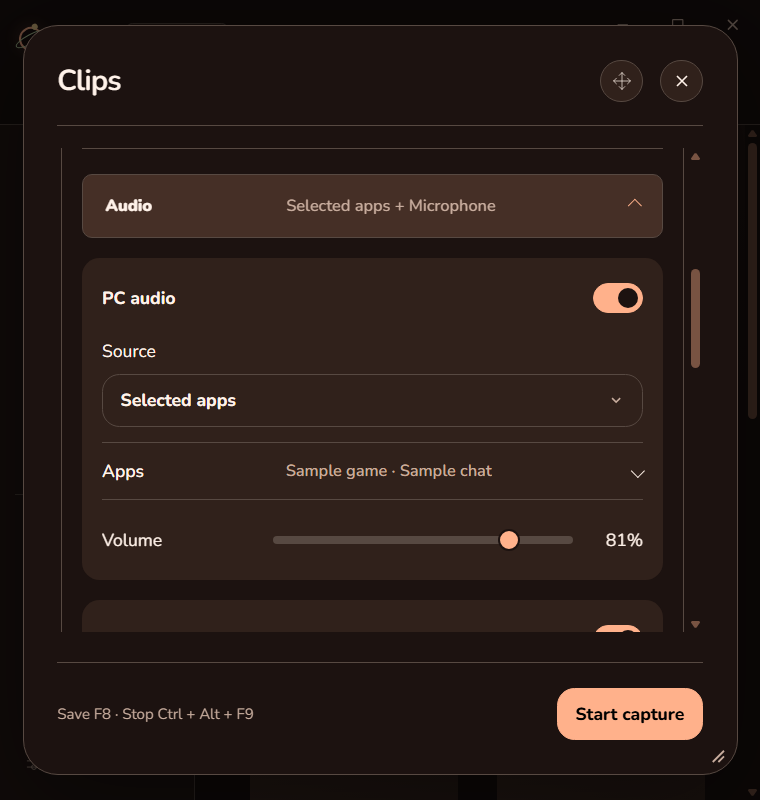 Clips
Audio Selected apps + Microphone
PC audio
Source
Selected apps
Apps Sample game · Sample chat
Volume 81%
Save F8 · Stop Ctrl + Alt + F9 Start capture